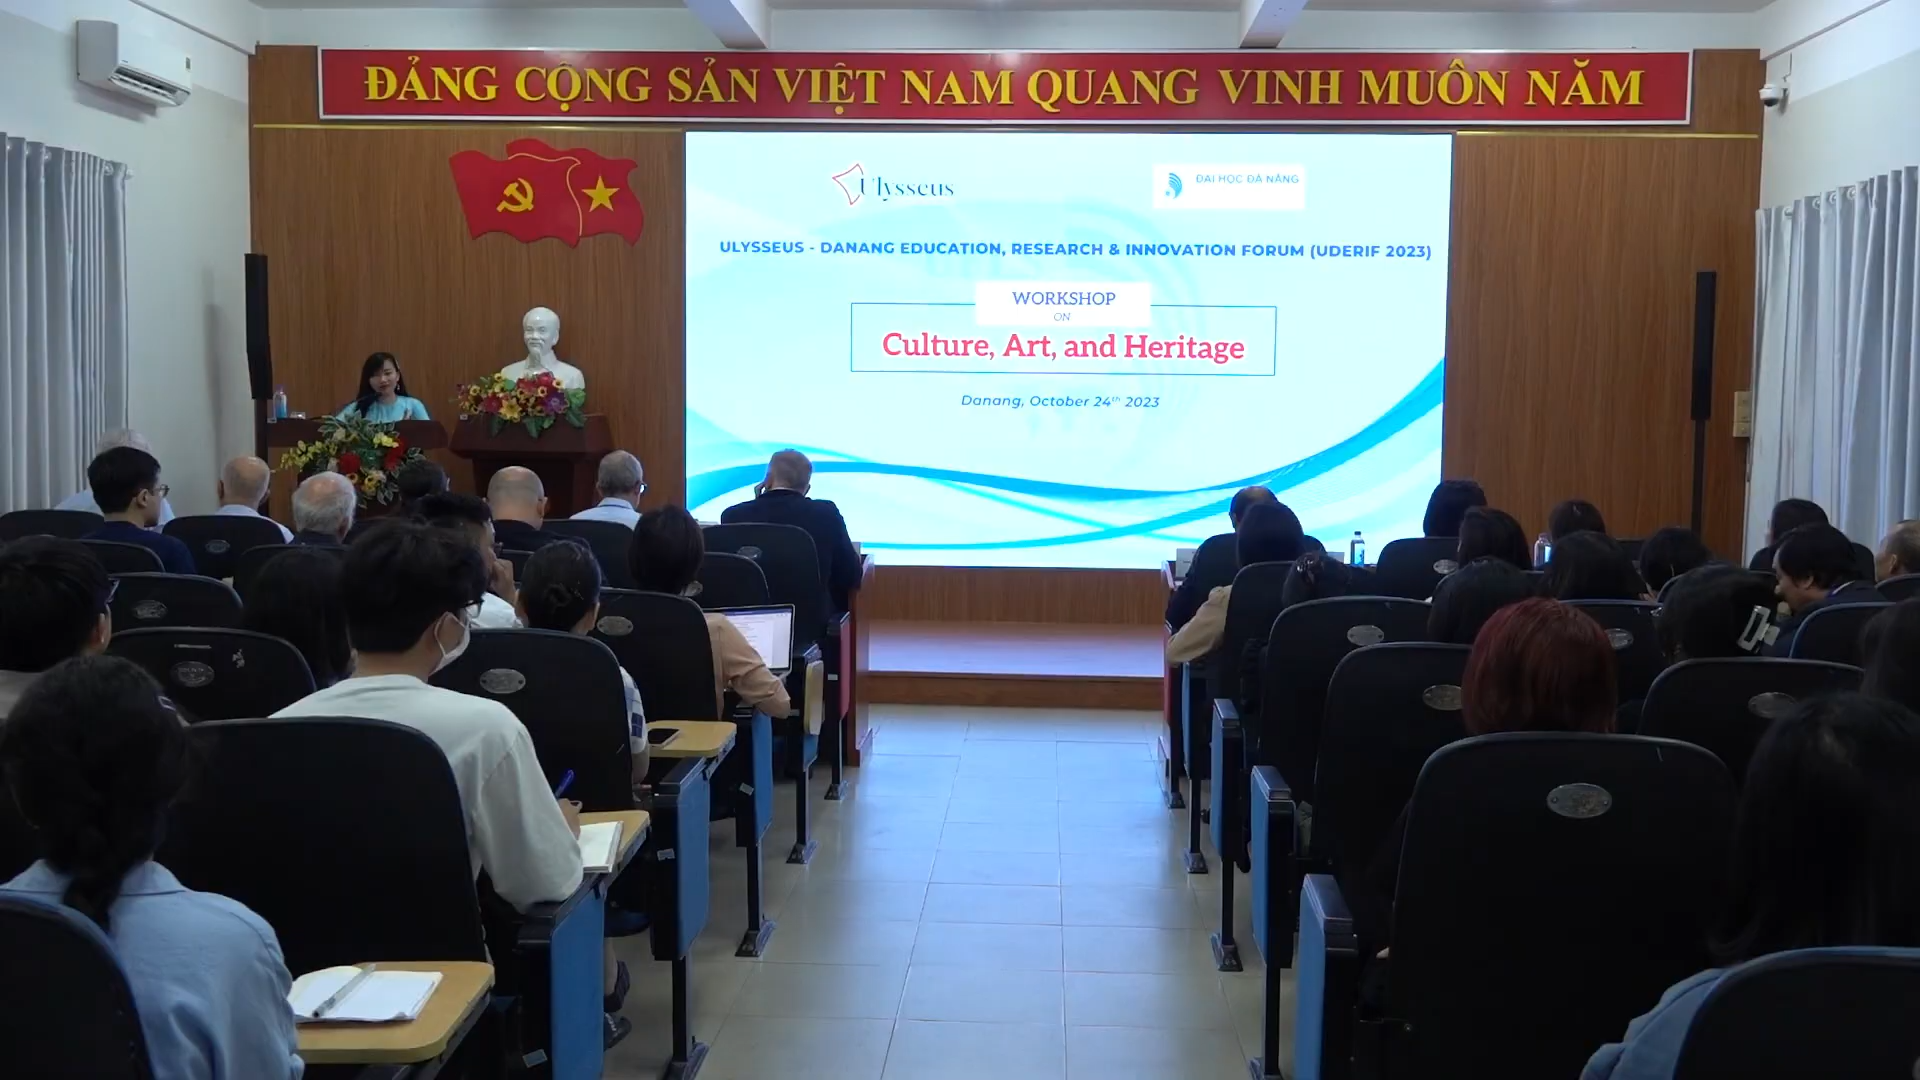 ĐẢNG CỘNG SẢN VIỆT NAM QUANG VINH MUÔN NĂM
Ulysseus
ĐẠI HỌC ĐÀ NẴNG
ULYSSEUS - DANANG EDUCATION, RESEARCH & INNOVATION FORUM (UDERIF 2023)
WORKSHOP
ON
Culture, Art, and Heritage
Danang, October 24th 2023